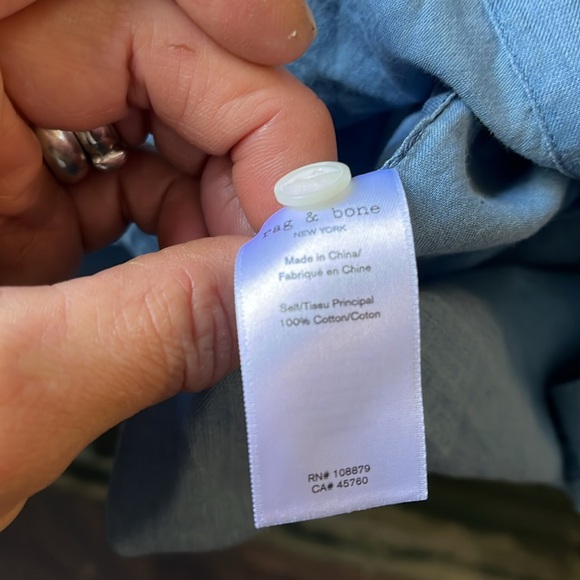 rag & bone
NEW YORK
Made in China/
Fabriqué en Chine
Self/Tissu Principal
100% Cotton/Coton
RN# 108879
CA# 45760